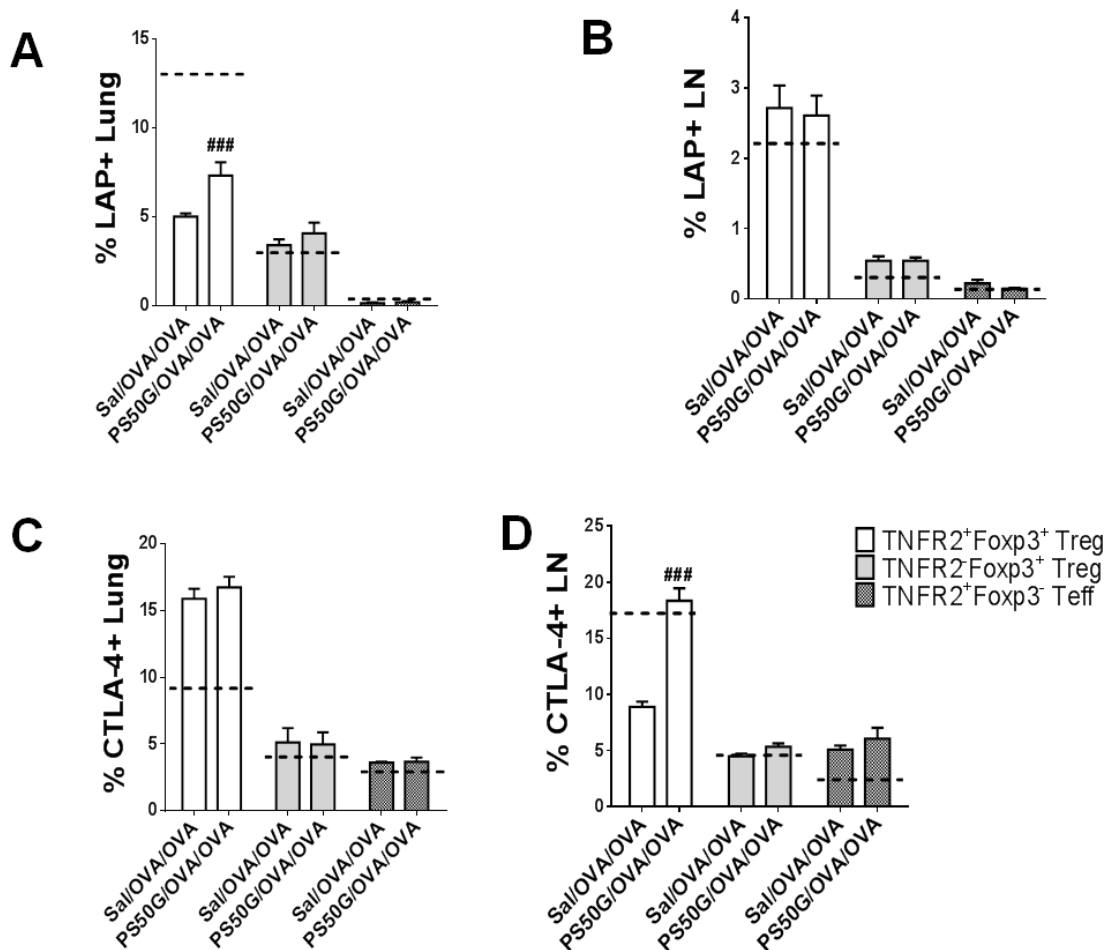 A
% LAP+ Lung
15
10
5
0
###
Sal/OVA/OVA
PS50G/OVA/OVA
Sal/OVA/OVA
PS50G/OVA/OVA
Sal/OVA/OVA
PS50G/OVA/OVA
B
% LAP+ LN
4
3
2
1
0
Sal/OVA/OVA
PS50G/OVA/OVA
Sal/OVA/OVA
PS50G/OVA/OVA
Sal/OVA/OVA
PS50G/OVA/OVA
C
% CTLA-4+ Lung
20
15
10
5
0
Sal/OVA/OVA
PS50G/OVA/OVA
Sal/OVA/OVA
PS50G/OVA/OVA
Sal/OVA/OVA
PS50G/OVA/OVA
D
% CTLA-4+ LN
25
20
15
10
5
0
###
Sal/OVA/OVA
PS50G/OVA/OVA
Sal/OVA/OVA
PS50G/OVA/OVA
Sal/OVA/OVA
PS50G/OVA/OVA
TNFR2⁺Foxp3⁺ Treg
TNFR2⁻Foxp3⁺ Treg
TNFR2⁺Foxp3⁻ Teff